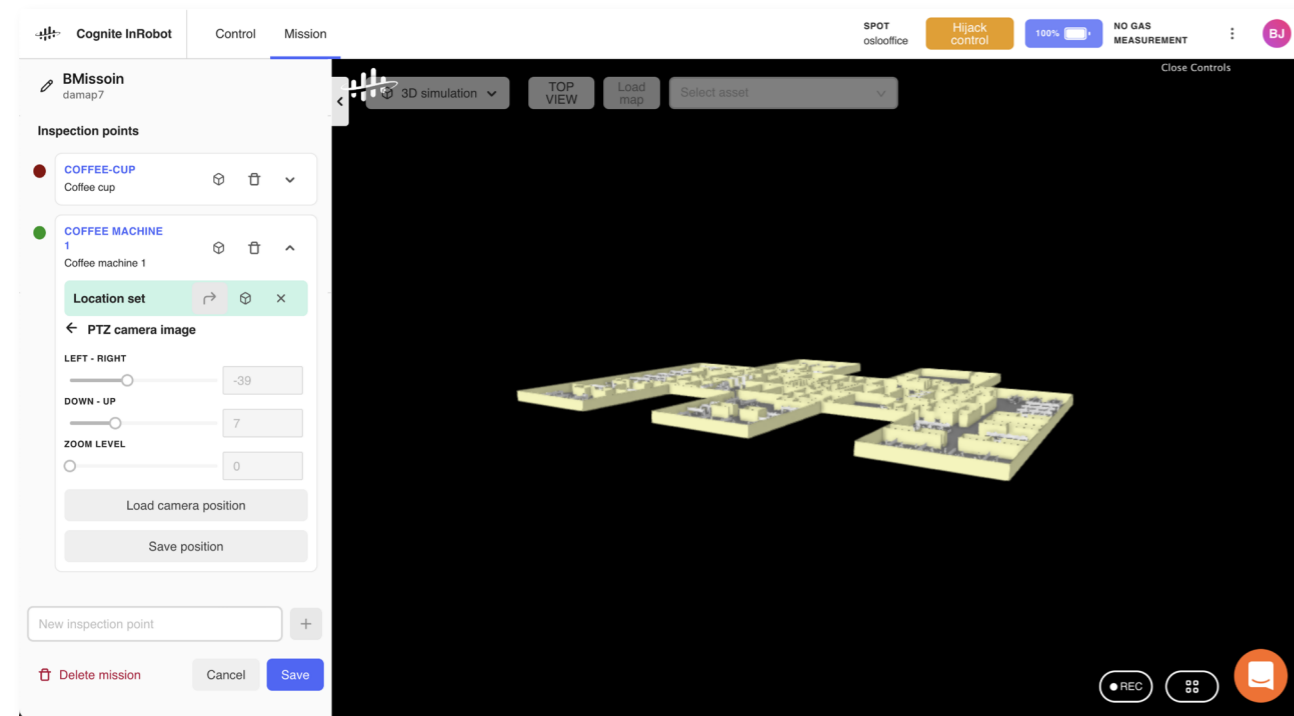 Cognite InRobot
Control
Mission
SPOT
oslooffice
Hijack
control
100%
NO GAS
MEASUREMENT
BJ
BMissoin
damap7
Inspection points
COFFEE-CUP
Coffee cup
COFFEE MACHINE
1
Coffee machine 1
Location set
PTZ camera image
LEFT - RIGHT
-39
DOWN - UP
7
ZOOM LEVEL
0
Load camera position
Save position
New inspection point
Delete mission
Cancel
Save
Close Controls
3D simulation
TOP
VIEW
Load
map
Select asset
REC